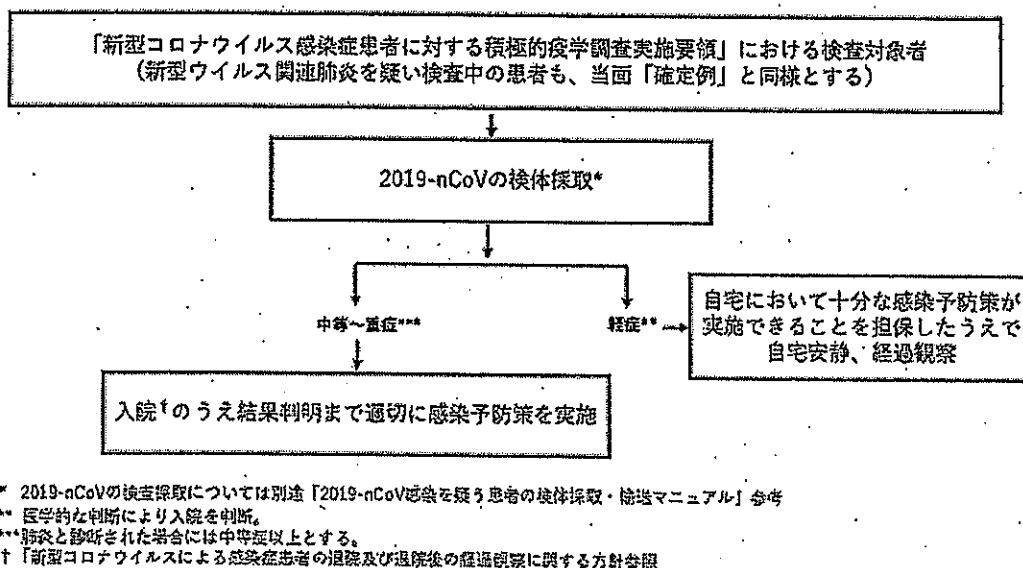 「新型コロナウイルス感染症患者に対する積極的疫学調査実施要領」における検査対象者
(新型ウイルス関連肺炎を疑い検査中の患者も、当面「確定例」と同様とする)
2019-nCoVの検体採取*
中等～重症***
軽症**
自宅において十分な感染予防策が
実施できることを担保したうえで
自宅安静、経過観察
入院†のうえ結果判明まで適切に感染予防策を実施
* 2019-nCoVの検査採取については別途「2019-nCoV感染を疑う患者の検体採取・輸送マニュアル」参考
** 医学的な判断により入院を判断。
***肺炎と診断された場合には中等症以上とする。
† 「新型コロナウイルスによる感染症患者の退院及び退院後の経過観察に関する方針参照